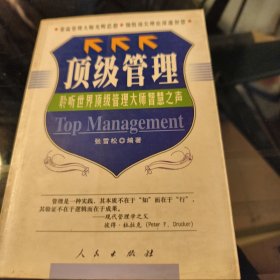 顶级管理
聆听世界顶级管理大师智慧之声
Top Management
张雪松◎编著
管理是一种实践，其本质不在于“知”而在于“行”，
其验证不在于逻辑而在于成果。
——现代管理学之父
彼得·杜拉克（Peter F. Drucker）
人民出版社